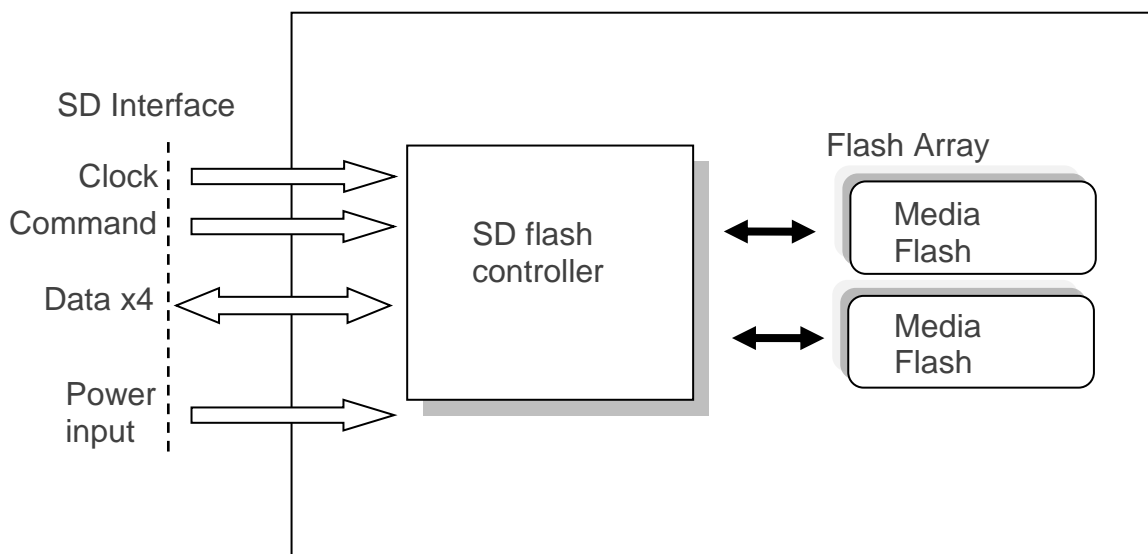 SD Interface
Clock
Command
Data x4
Power
input
SD flash
controller
Flash Array
Media
Flash
Media
Flash